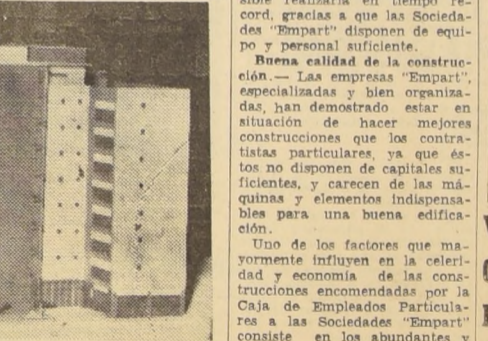 sible realizarla en tiempo re-
cord, gracias a que las Socieda-
des "Empart" disponen de equi-
po y personal suficiente.
Buena calidad de la construc-
ción.— Las empresas "Empart",
especializadas y bien organiza-
das, han demostrado estar en
situación de hacer mejores
construcciones que los contra-
tistas particulares, ya que és-
tos no disponen de capitales su-
ficientes, y carecen de las má-
quinas y elementos indispensa-
bles para una buena edifica-
ción.
Uno de los factores que ma-
yormente influyen en la celeri-
dad y economía de las cons-
trucciones encomendadas por la
Caja de Empleados Particula-
res a las Sociedades "Empart"
consiste en los abundantes y